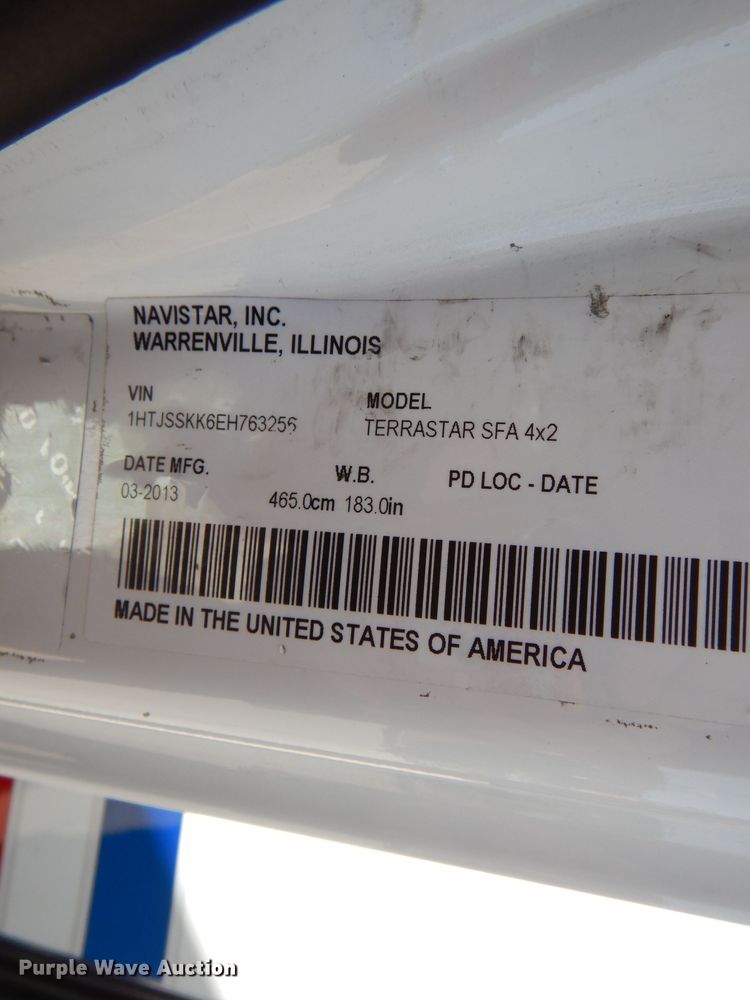 NAVISTAR, INC.
WARRENVILLE, ILLINOIS
VIN
1HTJSSKK6EH763256
MODEL
TERRASTAR SFA 4x2
DATE MFG.
03-2013
W.B.
465.0cm 183.0in
PD LOC - DATE
MADE IN THE UNITED STATES OF AMERICA
Purple Wave Auction